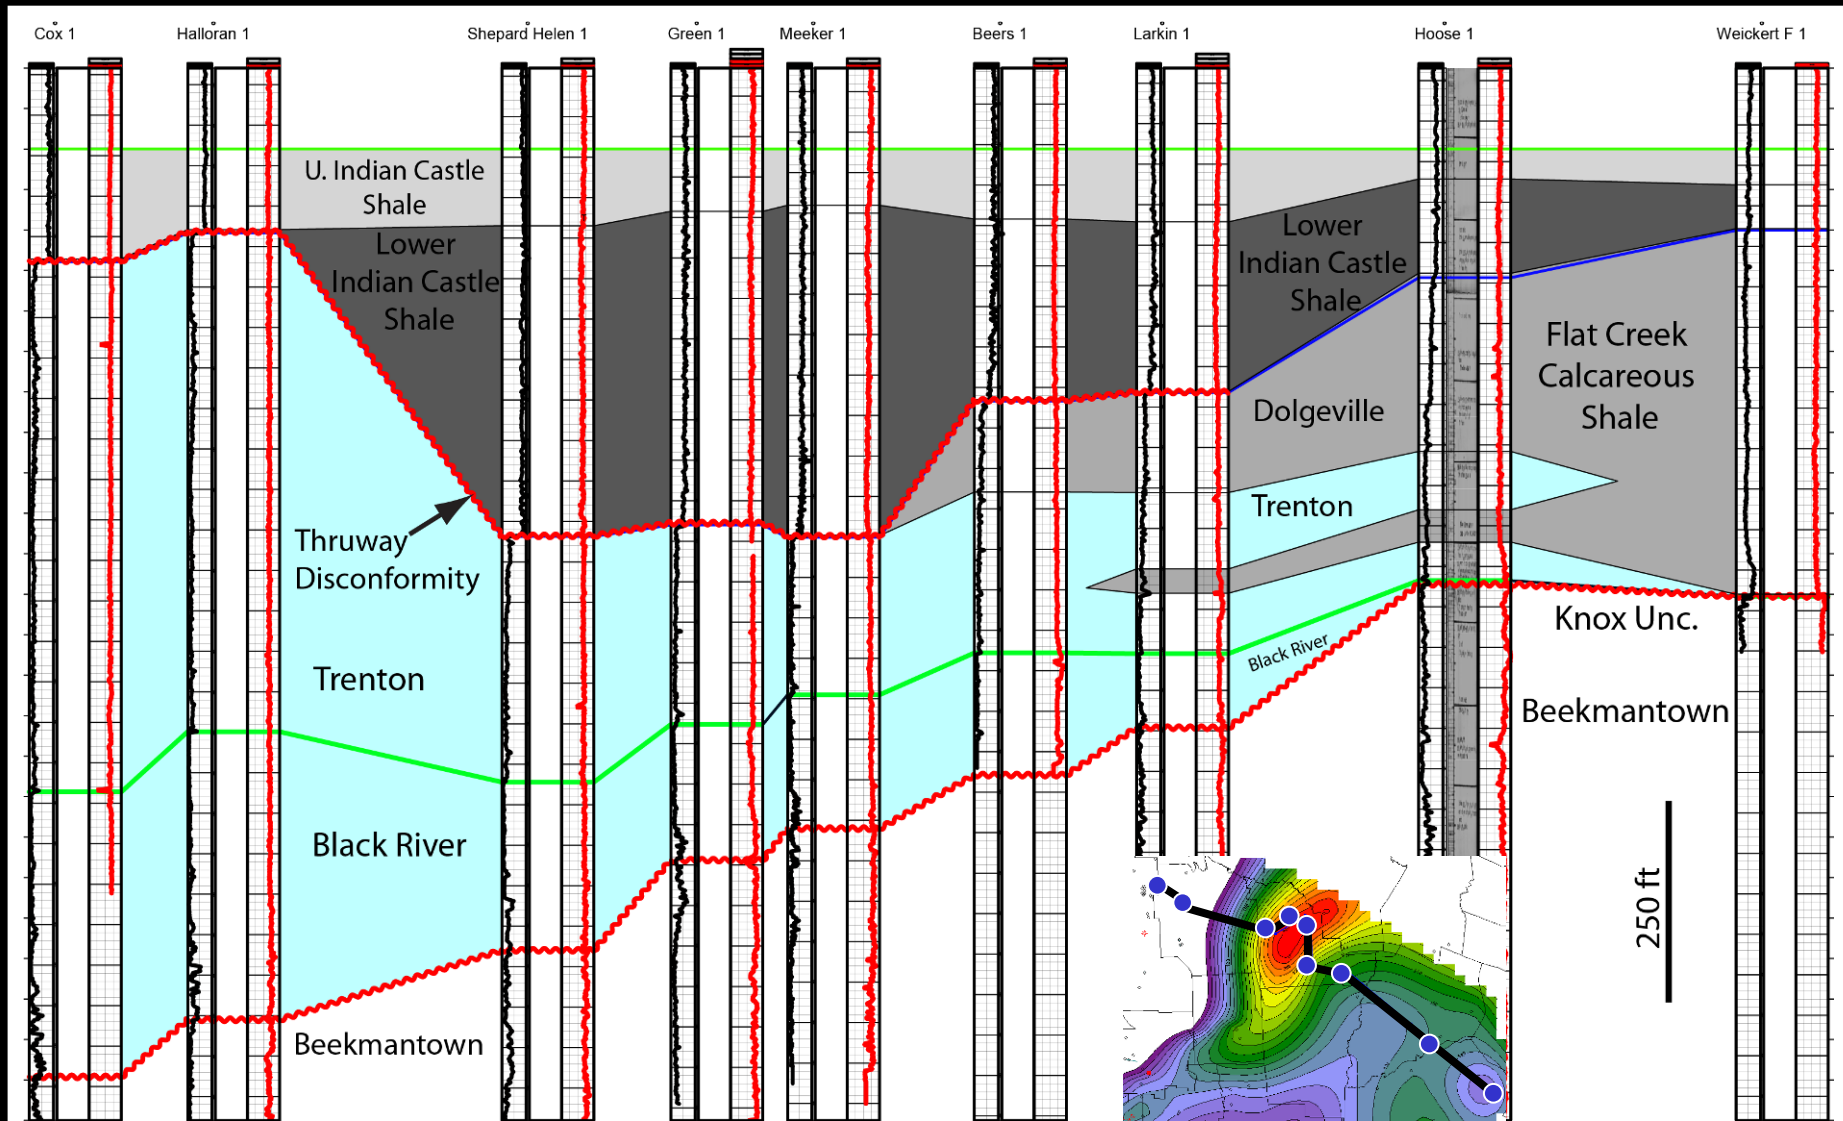 Cox 1
Halloran 1
Shepard Helen 1
Green 1
Meeker 1
Beers 1
Larkin 1
Hoose 1
Weickert F 1
U. Indian Castle
Shale
Lower
Indian Castle
Shale
Lower
Indian Castle
Shale
Flat Creek
Calcareous
Shale
Dolgeville
Trenton
Thruway
Disconformity
Knox Unc.
Black River
Trenton
Beekmantown
Black River
250 ft
Beekmantown